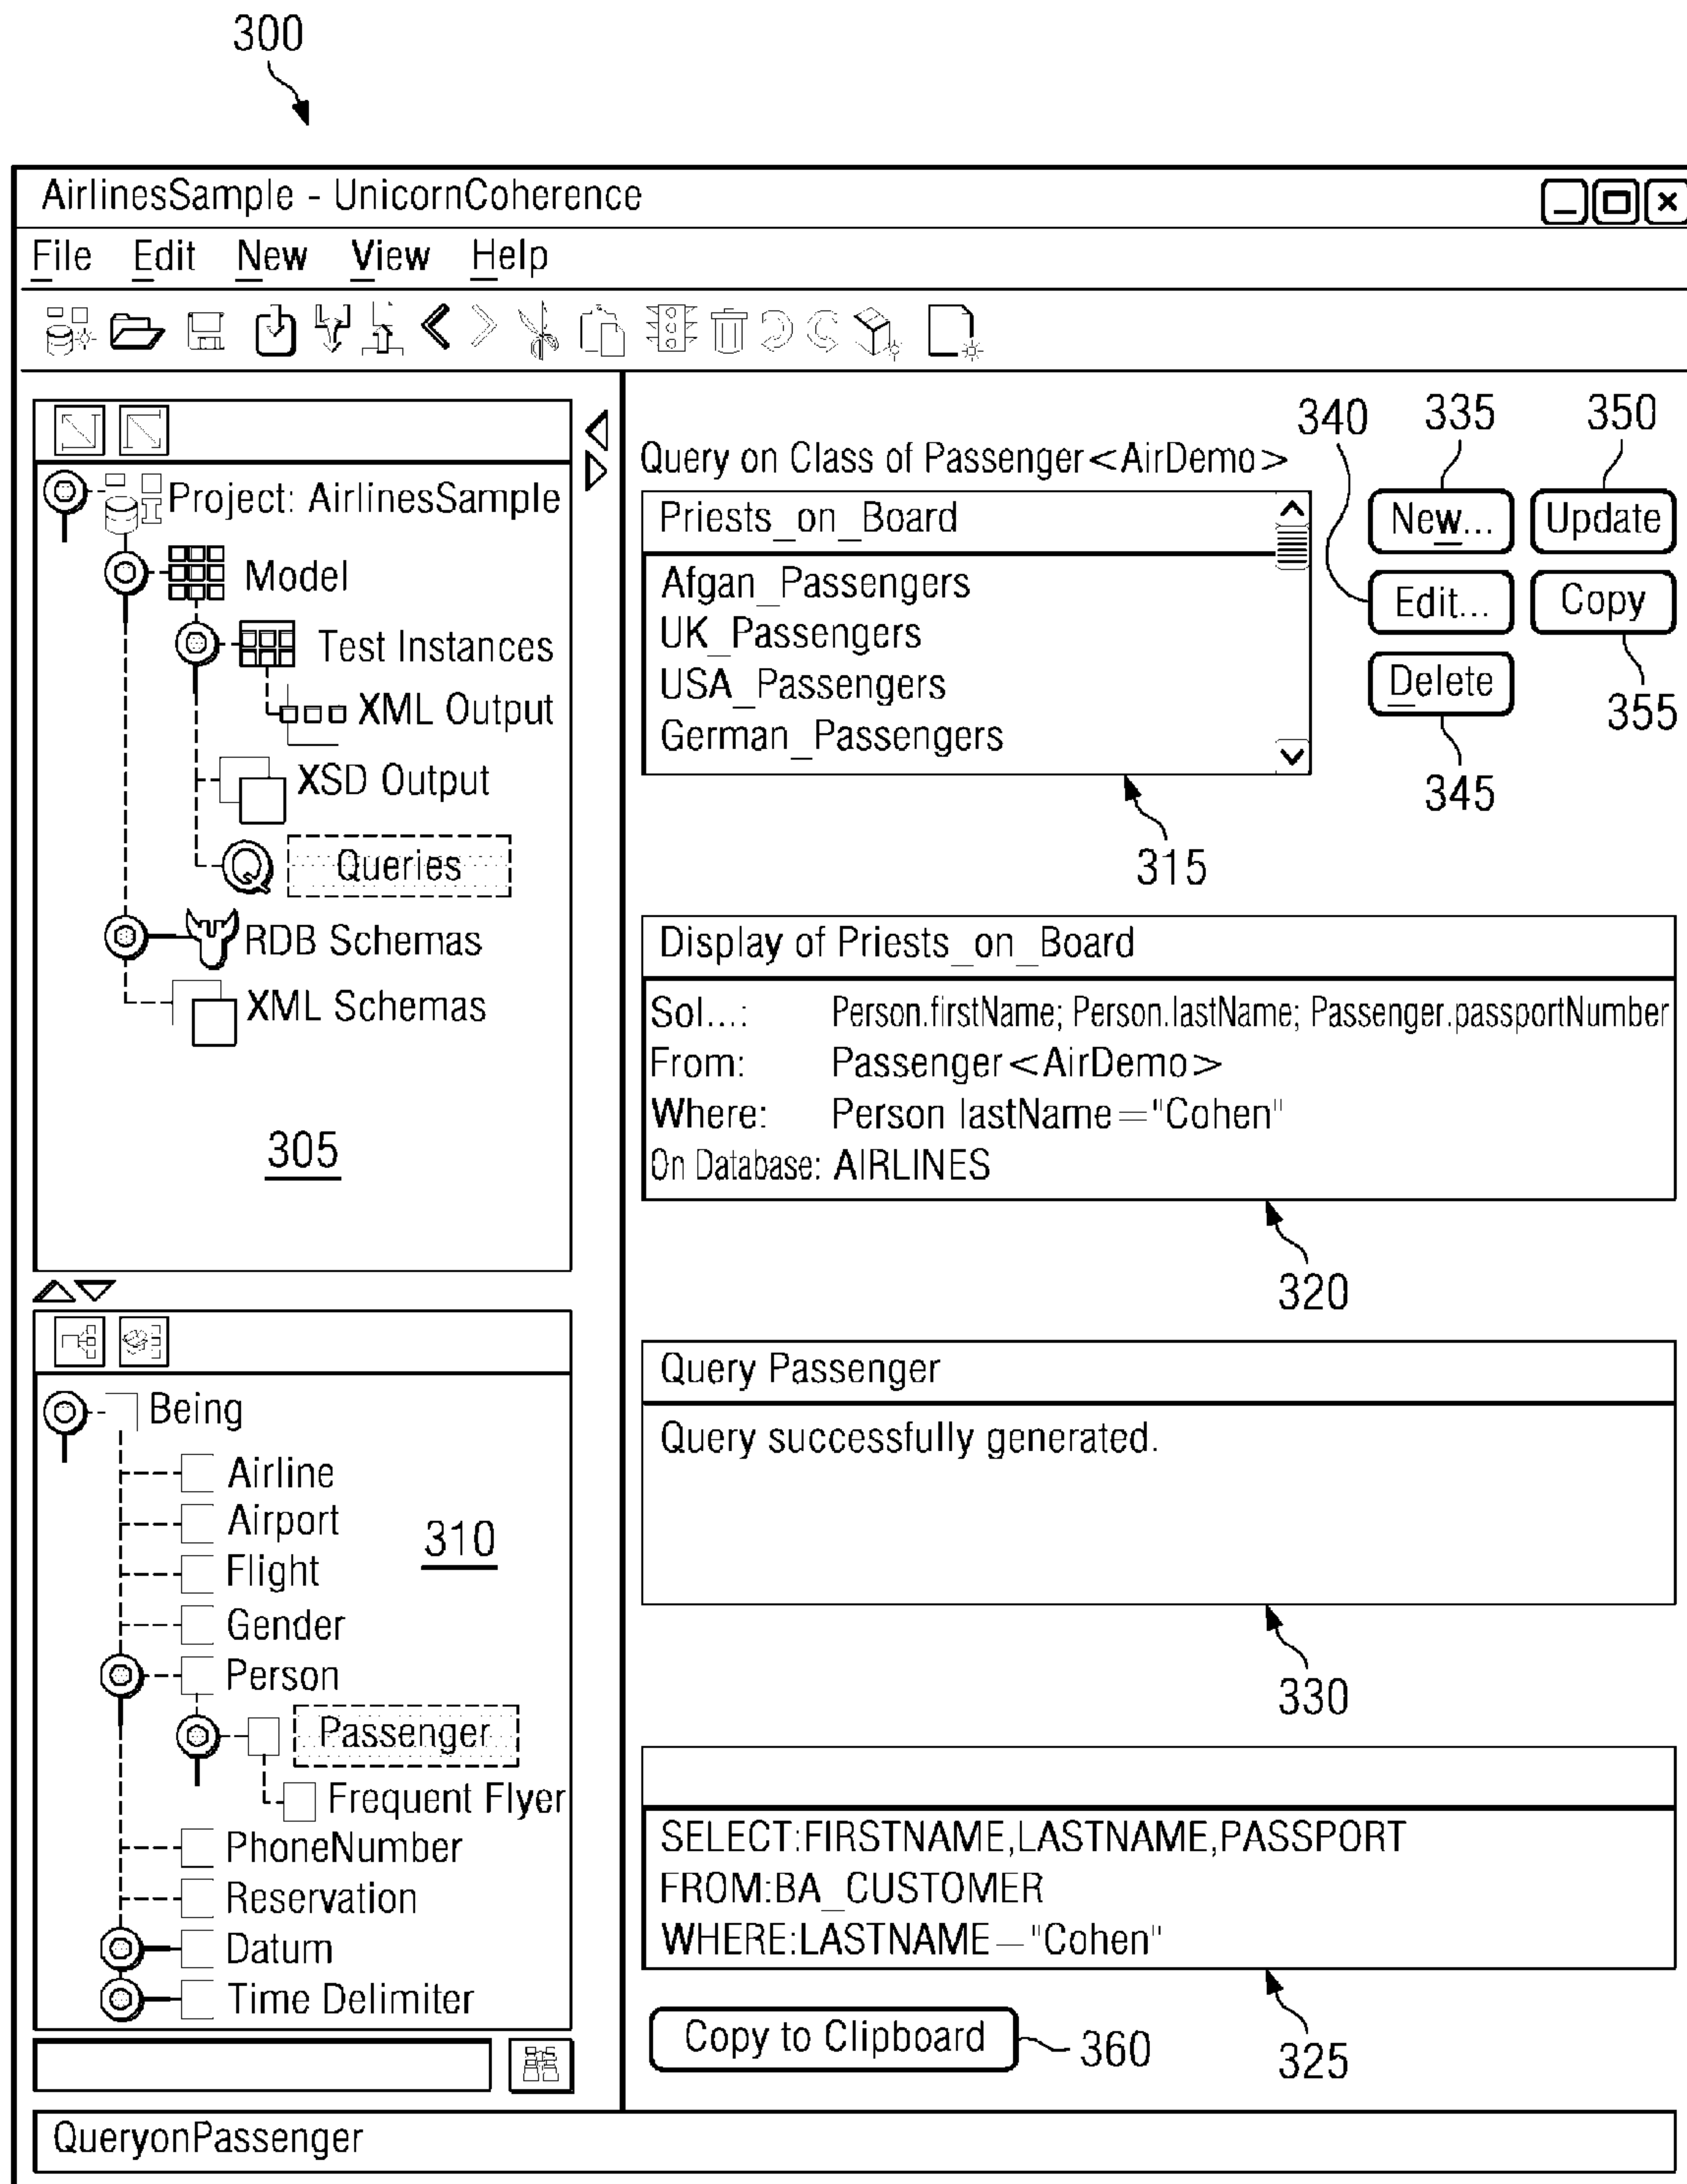 300
AirlinesSample - UnicornCoherence
File Edit New View Help
Project: AirlinesSample
Model
Test Instances
XML Output
XSD Output
Queries
RDB Schemas
XML Schemas
305
Being
Airline
Airport
310
Flight
Gender
Person
Passenger
Frequent Flyer
PhoneNumber
Reservation
Datum
Time Delimiter
Query on Class of Passenger<AirDemo>
340 335 350
Priests_on_Board
Afgan_Passengers
UK_Passengers
USA_Passengers
German_Passengers
New... Update
Edit... Copy
Delete
355
345
315
Display of Priests_on_Board
Sol...: Person.firstName; Person.lastName; Passenger.passportNumber
From: Passenger<AirDemo>
Where: Person lastName="Cohen"
On Database: AIRLINES
320
Query Passenger
Query successfully generated.
330
SELECT:FIRSTNAME,LASTNAME,PASSPORT
FROM:BA_CUSTOMER
WHERE:LASTNAME—"Cohen"
Copy to Clipboard 360 325
QueryonPassenger